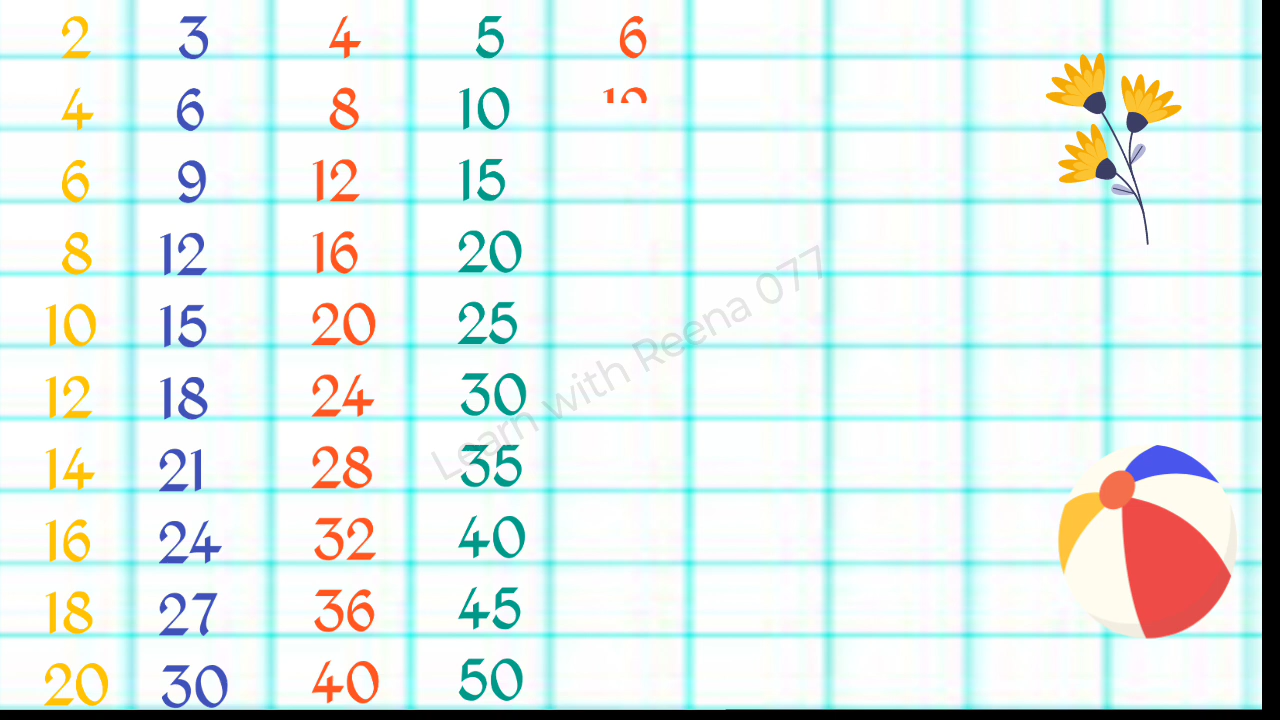 2 3 4 5 6
4 6 8 10
6 9 12 15
8 12 16 20
10 15 20 25
12 18 24 30
14 21 28 35
16 24 32 40
18 27 36 45
20 30 40 50
Learn with Reena 077